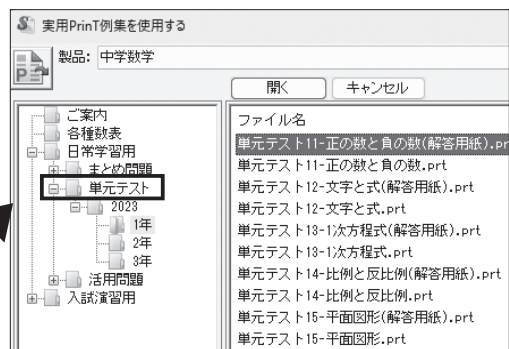 実用PrinT例集を使用する
製品: 中学数学
開く
キャンセル
ご案内
各種数表
日常学習用
まとめ問題
単元テスト
2023
1年
2年
3年
活用問題
入試演習用
ファイル名
単元テスト11-正の数と負の数(解答用紙).pr
単元テスト11-正の数と負の数.prt
単元テスト12-文字と式(解答用紙).prt
単元テスト12-文字と式.prt
単元テスト13-1次方程式(解答用紙).prt
単元テスト13-1次方程式.prt
単元テスト14-比例と反比例(解答用紙).prt
単元テスト14-比例と反比例.prt
単元テスト15-平面図形(解答用紙).prt
単元テスト15-平面図形.prt